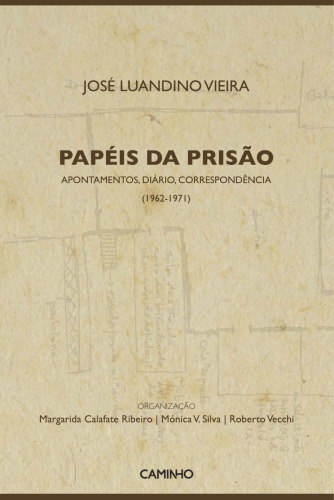 JOSÉ LUANDINO VIEIRA
PAPÉIS DA PRISÃO
APONTAMENTOS, DIÁRIO, CORRESPONDÊNCIA
(1962-1971)
ORGANIZAÇÃO
Margarida Calafate Ribeiro | Mónica V. Silva | Roberto Vecchi
CAMINHO